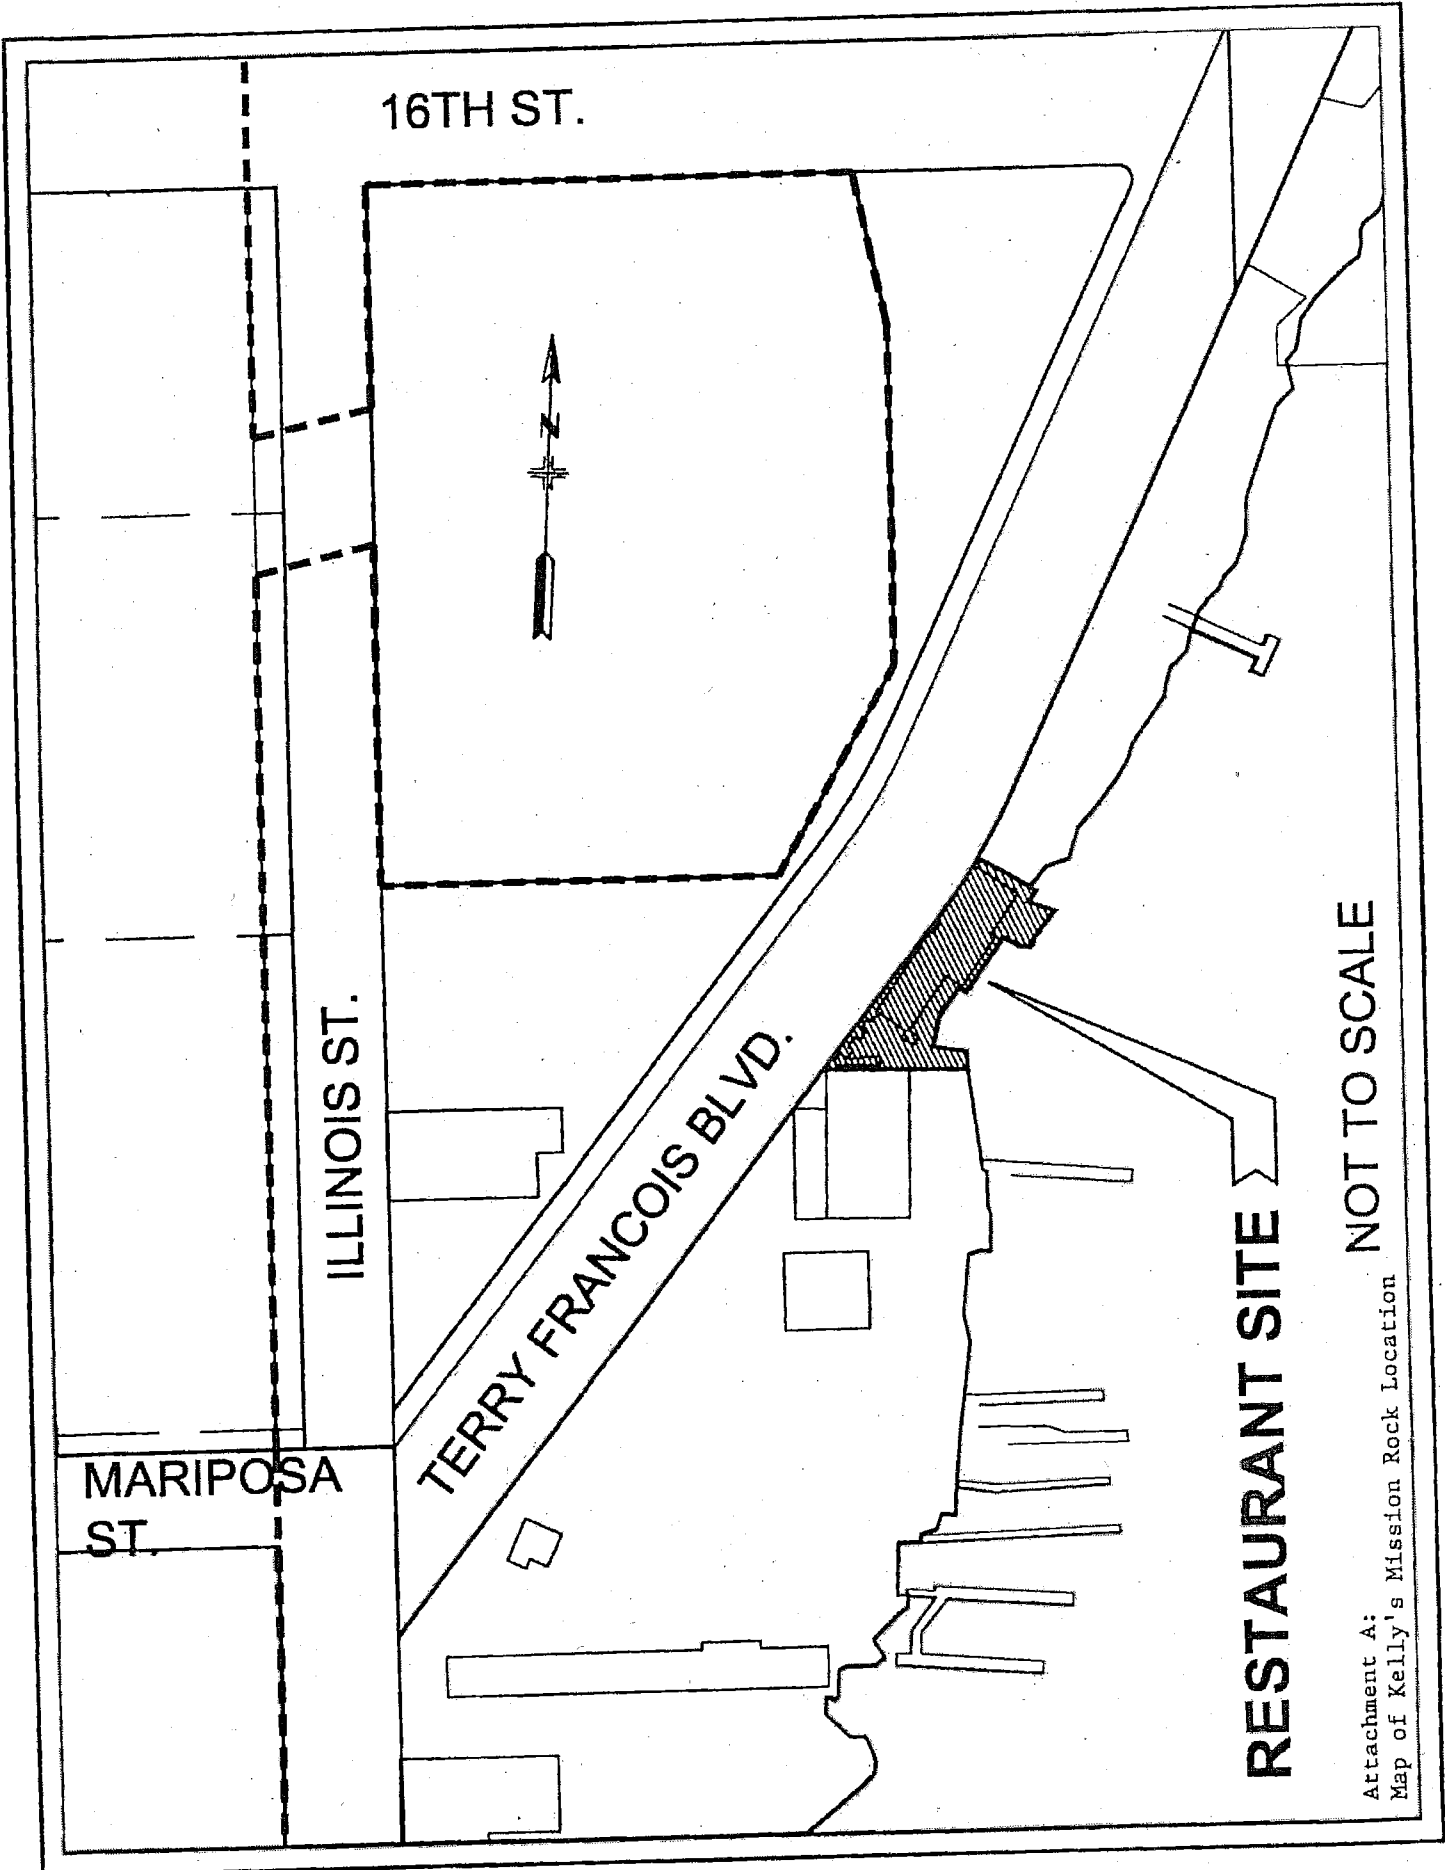 16TH ST.
N
ILLINOIS ST.
TERRY FRANCOIS BLVD.
MARIPOSA
ST.
RESTAURANT SITE
NOT TO SCALE
Attachment A:
Map of Kelly's Mission Rock Location